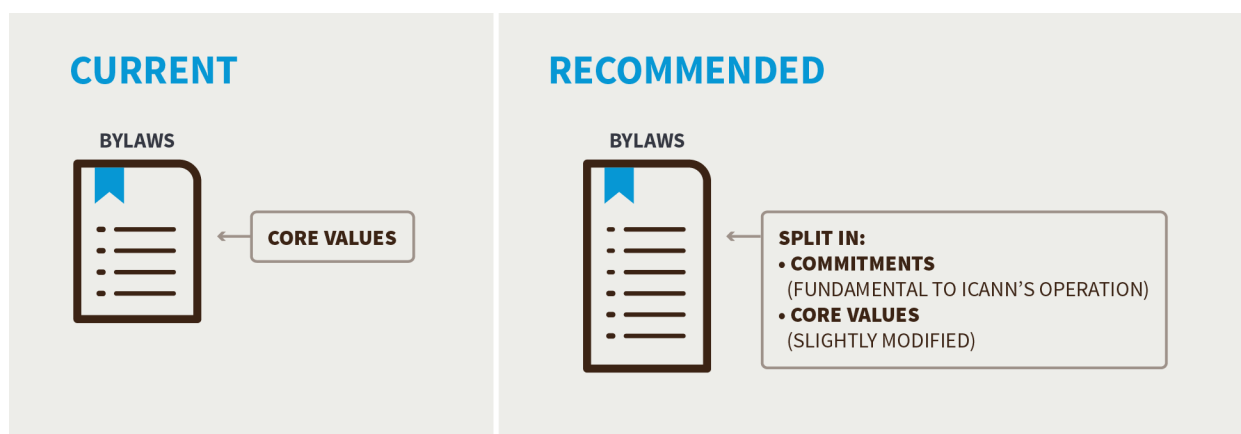 CURRENT
BYLAWS
CORE VALUES
RECOMMENDED
BYLAWS
SPLIT IN:
• COMMITMENTS
(FUNDAMENTAL TO ICANN’S OPERATION)
• CORE VALUES
(SLIGHTLY MODIFIED)